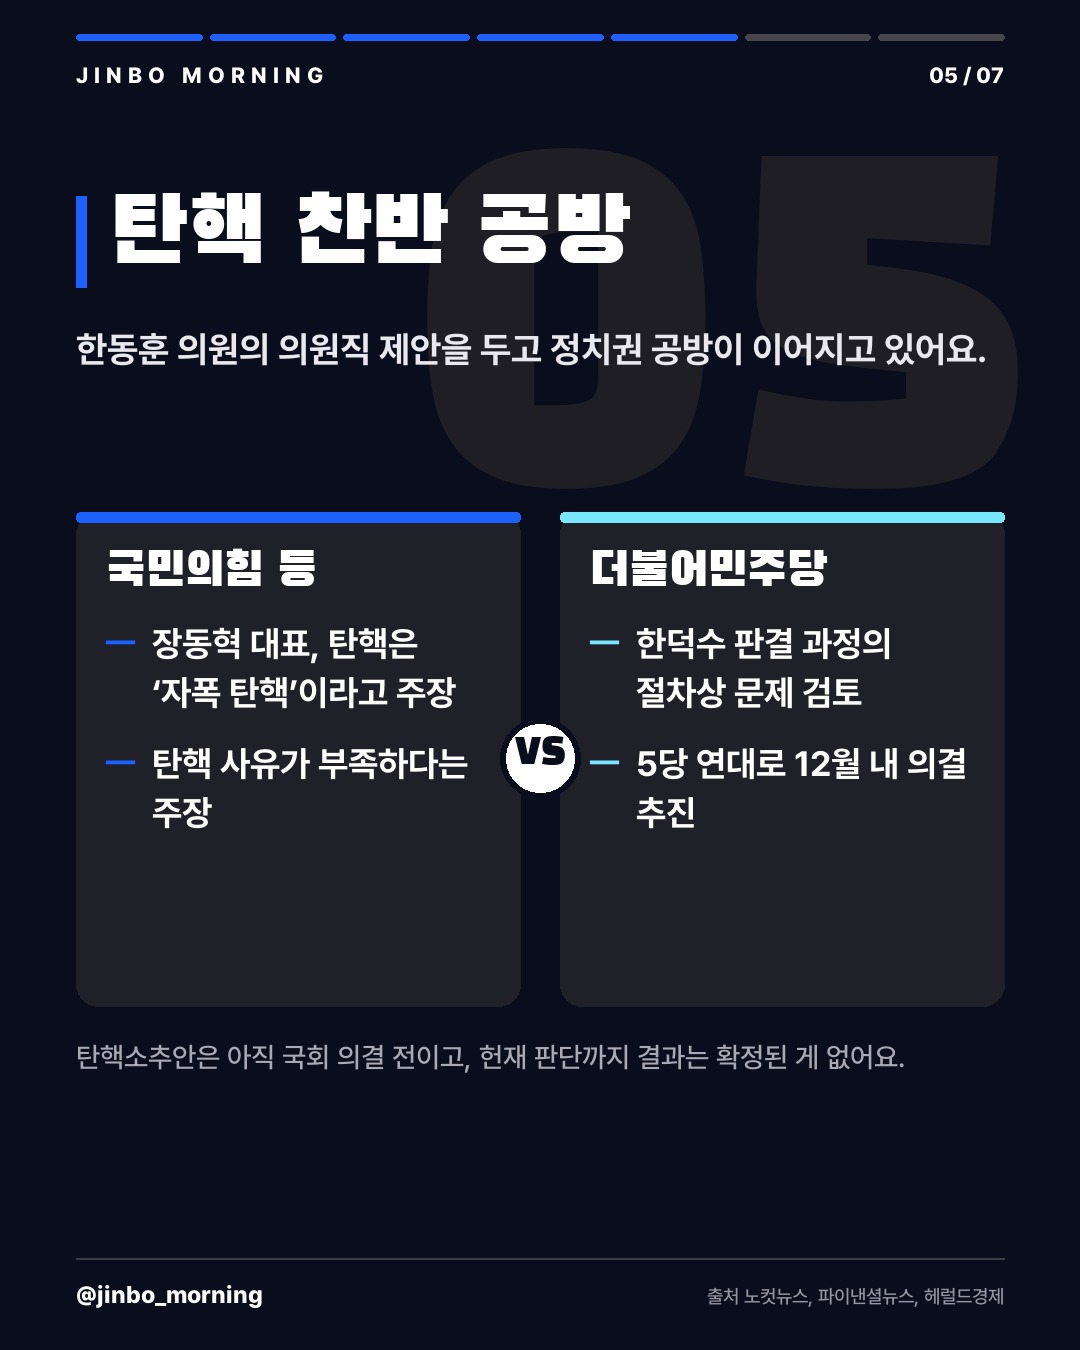 JINBO MORNING
05 / 07
05
탄핵 찬반 공방
한동훈 의원의 의원직 제안을 두고 정치권 공방이 이어지고 있어요.
국민의힘 등
장동혁 대표, 탄핵은
‘자폭 탄핵’이라고 주장
탄핵 사유가 부족하다는
주장
VS
더불어민주당
한덕수 판결 과정의
절차상 문제 검토
5당 연대로 12월 내 의결
추진
탄핵소추안은 아직 국회 의결 전이고, 헌재 판단까지 결과는 확정된 게 없어요.
@jinbo_morning
출처 노컷뉴스, 파이낸셜뉴스, 헤럴드경제